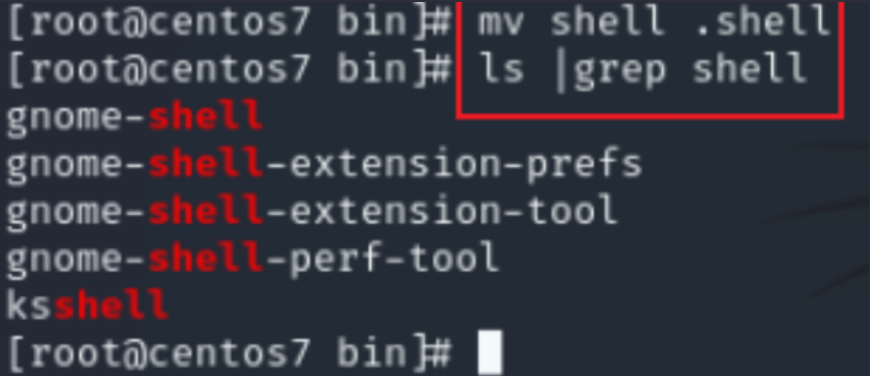 [root@centos7 bin]# mv shell .shell
[root@centos7 bin]# ls |grep shell
gnome-shell
gnome-shell-extension-prefs
gnome-shell-extension-tool
gnome-shell-perf-tool
ksshell
[root@centos7 bin]#